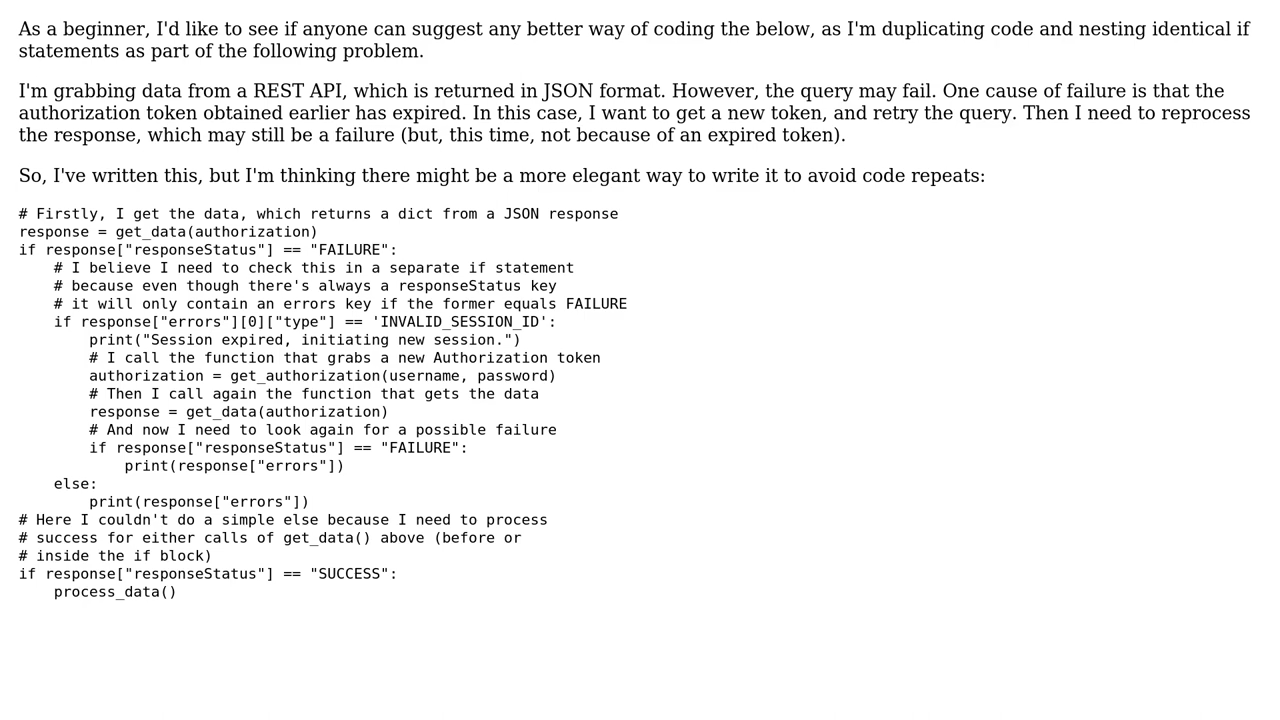 As a beginner, I'd like to see if anyone can suggest any better way of coding the below, as I'm duplicating code and nesting identical if
statements as part of the following problem.
I'm grabbing data from a REST API, which is returned in JSON format. However, the query may fail. One cause of failure is that the
authorization token obtained earlier has expired. In this case, I want to get a new token, and retry the query. Then I need to reprocess
the response, which may still be a failure (but, this time, not because of an expired token).
So, I've written this, but I'm thinking there might be a more elegant way to write it to avoid code repeats:
# Firstly, I get the data, which returns a dict from a JSON response
response = get_data(authorization)
if response["responseStatus"] == "FAILURE":
    # I believe I need to check this in a separate if statement
    # because even though there's always a responseStatus key
    # it will only contain an errors key if the former equals FAILURE
    if response["errors"][0]["type"] == 'INVALID_SESSION_ID':
        print("Session expired, initiating new session.")
        # I call the function that grabs a new Authorization token
        authorization = get_authorization(username, password)
        # Then I call again the function that gets the data
        response = get_data(authorization)
        # And now I need to look again for a possible failure
        if response["responseStatus"] == "FAILURE":
            print(response["errors"])
    else:
        print(response["errors"])
# Here I couldn't do a simple else because I need to process
# success for either calls of get_data() above (before or
# inside the if block)
if response["responseStatus"] == "SUCCESS":
    process_data()